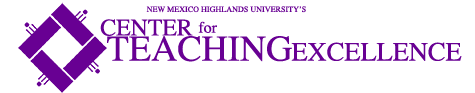 NEW MEXICO HIGHLANDS UNIVERSITY'S
CENTER for
TEACHINGEXCELLENCE